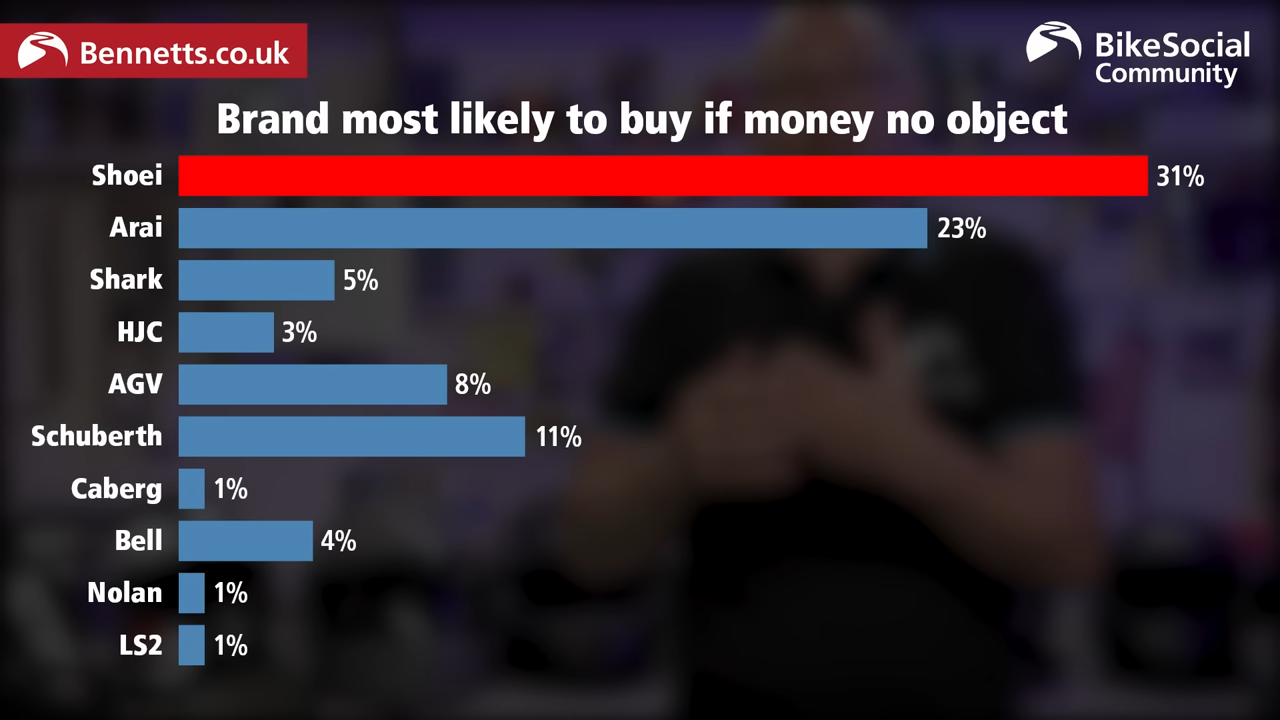 Bennetts.co.uk
BikeSocial
Community
Brand most likely to buy if money no object
Shoei 31%
Arai 23%
Shark 5%
HJC 3%
AGV 8%
Schuberth 11%
Caberg 1%
Bell 4%
Nolan 1%
LS2 1%